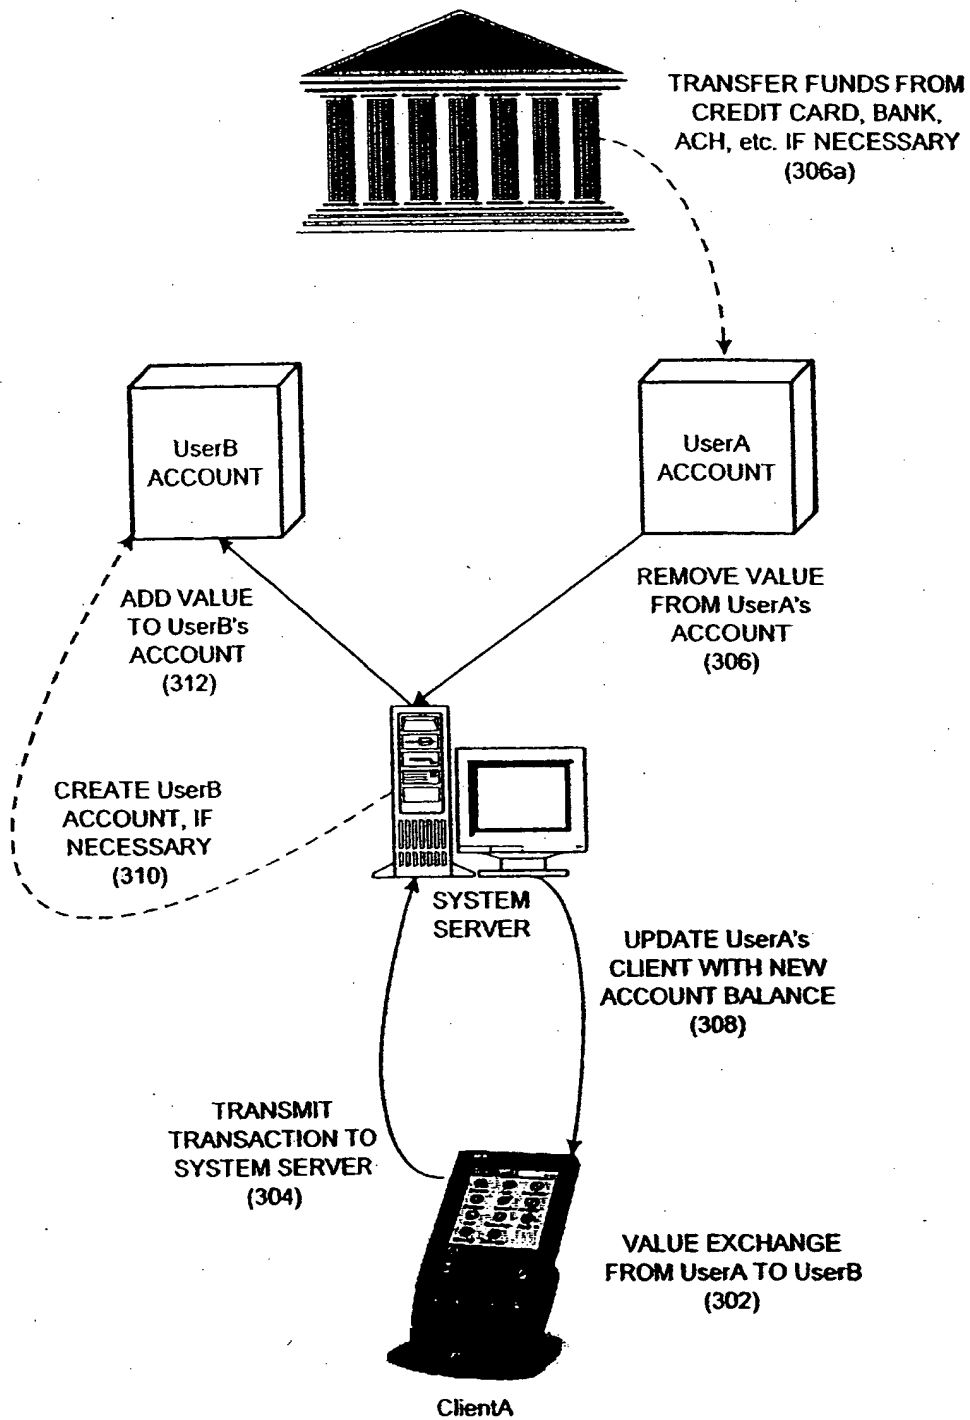 TRANSFER FUNDS FROM
CREDIT CARD, BANK,
ACH, etc. IF NECESSARY
(306a)
UserB
ACCOUNT
UserA
ACCOUNT
REMOVE VALUE
FROM UserA's
ACCOUNT
(306)
ADD VALUE
TO UserB's
ACCOUNT
(312)
CREATE UserB
ACCOUNT, IF
NECESSARY
(310)
SYSTEM
SERVER
UPDATE UserA's
CLIENT WITH NEW
ACCOUNT BALANCE
(308)
TRANSMIT
TRANSACTION TO
SYSTEM SERVER
(304)
VALUE EXCHANGE
FROM UserA TO UserB
(302)
ClientA